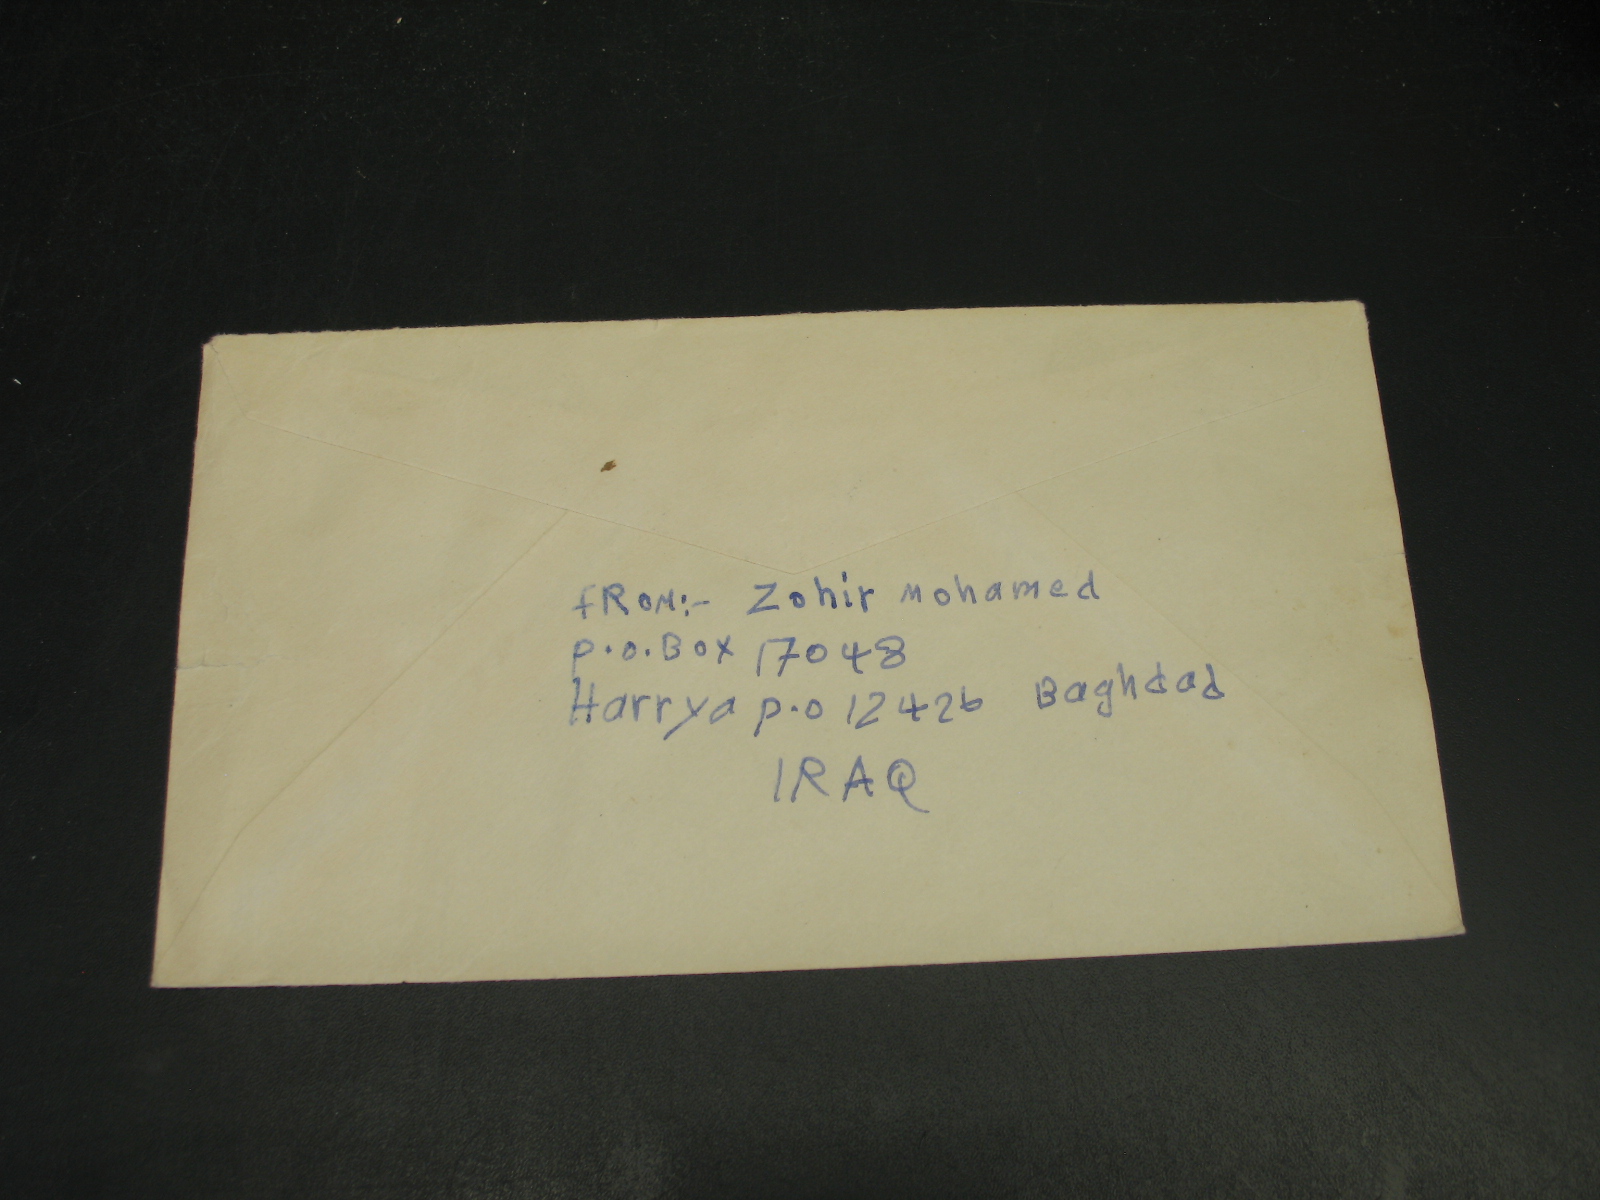 fRom:- Zohir Mohamed
P.o.Box 17048
Harrya p.o 12426 Baghdad
IRAQ